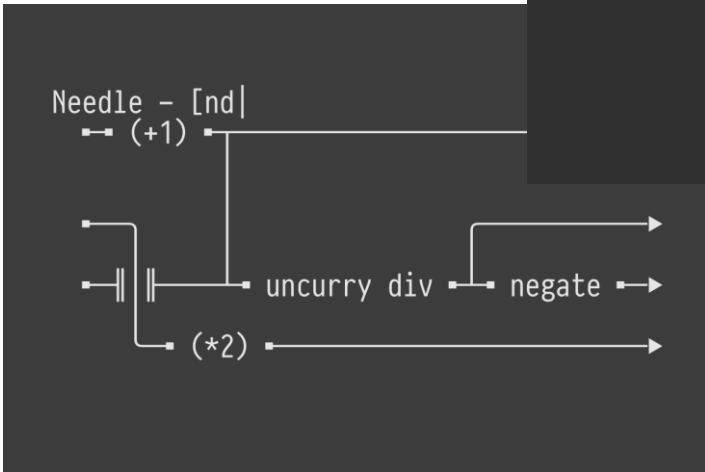 Needle – [nd|
(+1)
uncurry div negate
(*2)